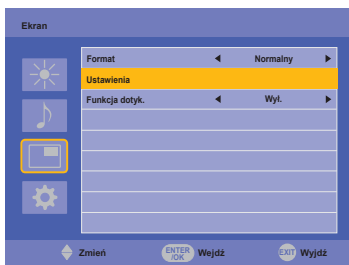 Ekran
Format Normalny
Ustawienia
Funkcja dotyk. Wył.
Zmień ENTER /OK Wejdź EXIT Wyjdź